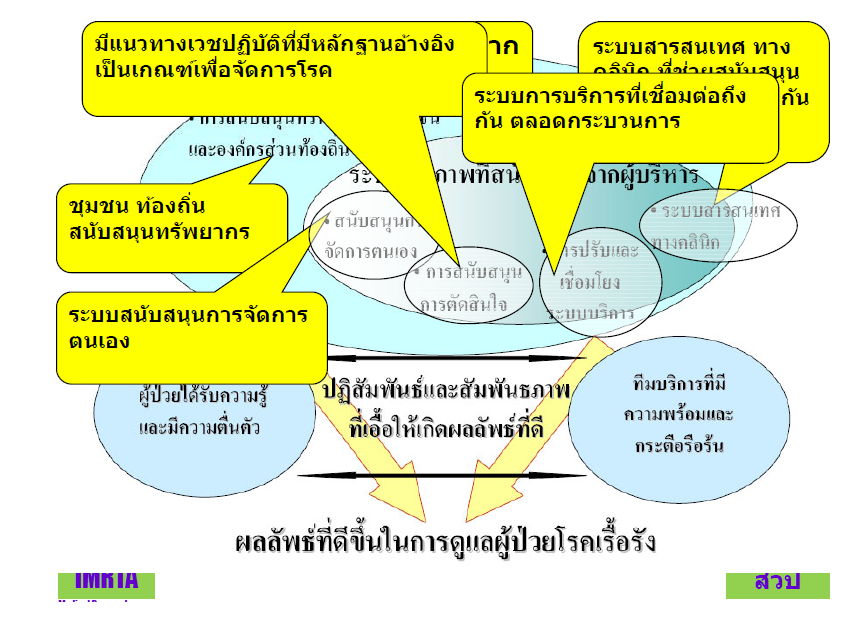 มีแนวทางเวชปฏิบัติที่มีหลักฐานอ้างอิง
เป็นเกณฑ์เพื่อจัดการโรค
ระบบสารสนเทศ ทาง
คลินิก ที่ช่วยสนับสนุน
กัน
ระบบการบริการที่เชื่อมต่อถึง
กัน ตลอดกระบวนการ
และองค์กรส่วนท้องถิ่น
ชุมชน ท้องถิ่น
สนับสนุนทรัพยากร
• ระบบสารสนเทศ
ทางคลินิก
• สนับสนุน
จัดการตนเอง
• การสนับสนุน
การตัดสินใจ
การปรับและ
เชื่อมโยง
ระบบบริการ
ระบบสนับสนุนการจัดการ
ตนเอง
ผู้ป่วยได้รับความรู้
และมีความตื่นตัว
ปฏิสัมพันธ์และสัมพันธภาพ
ที่เอื้อให้เกิดผลลัพธ์ที่ดี
ทีมบริการที่มี
ความพร้อมและ
กระตือรือร้น
ผลลัพธ์ที่ดีขึ้นในการดูแลผู้ป่วยโรคเรื้อรัง
IMRTA
สวป